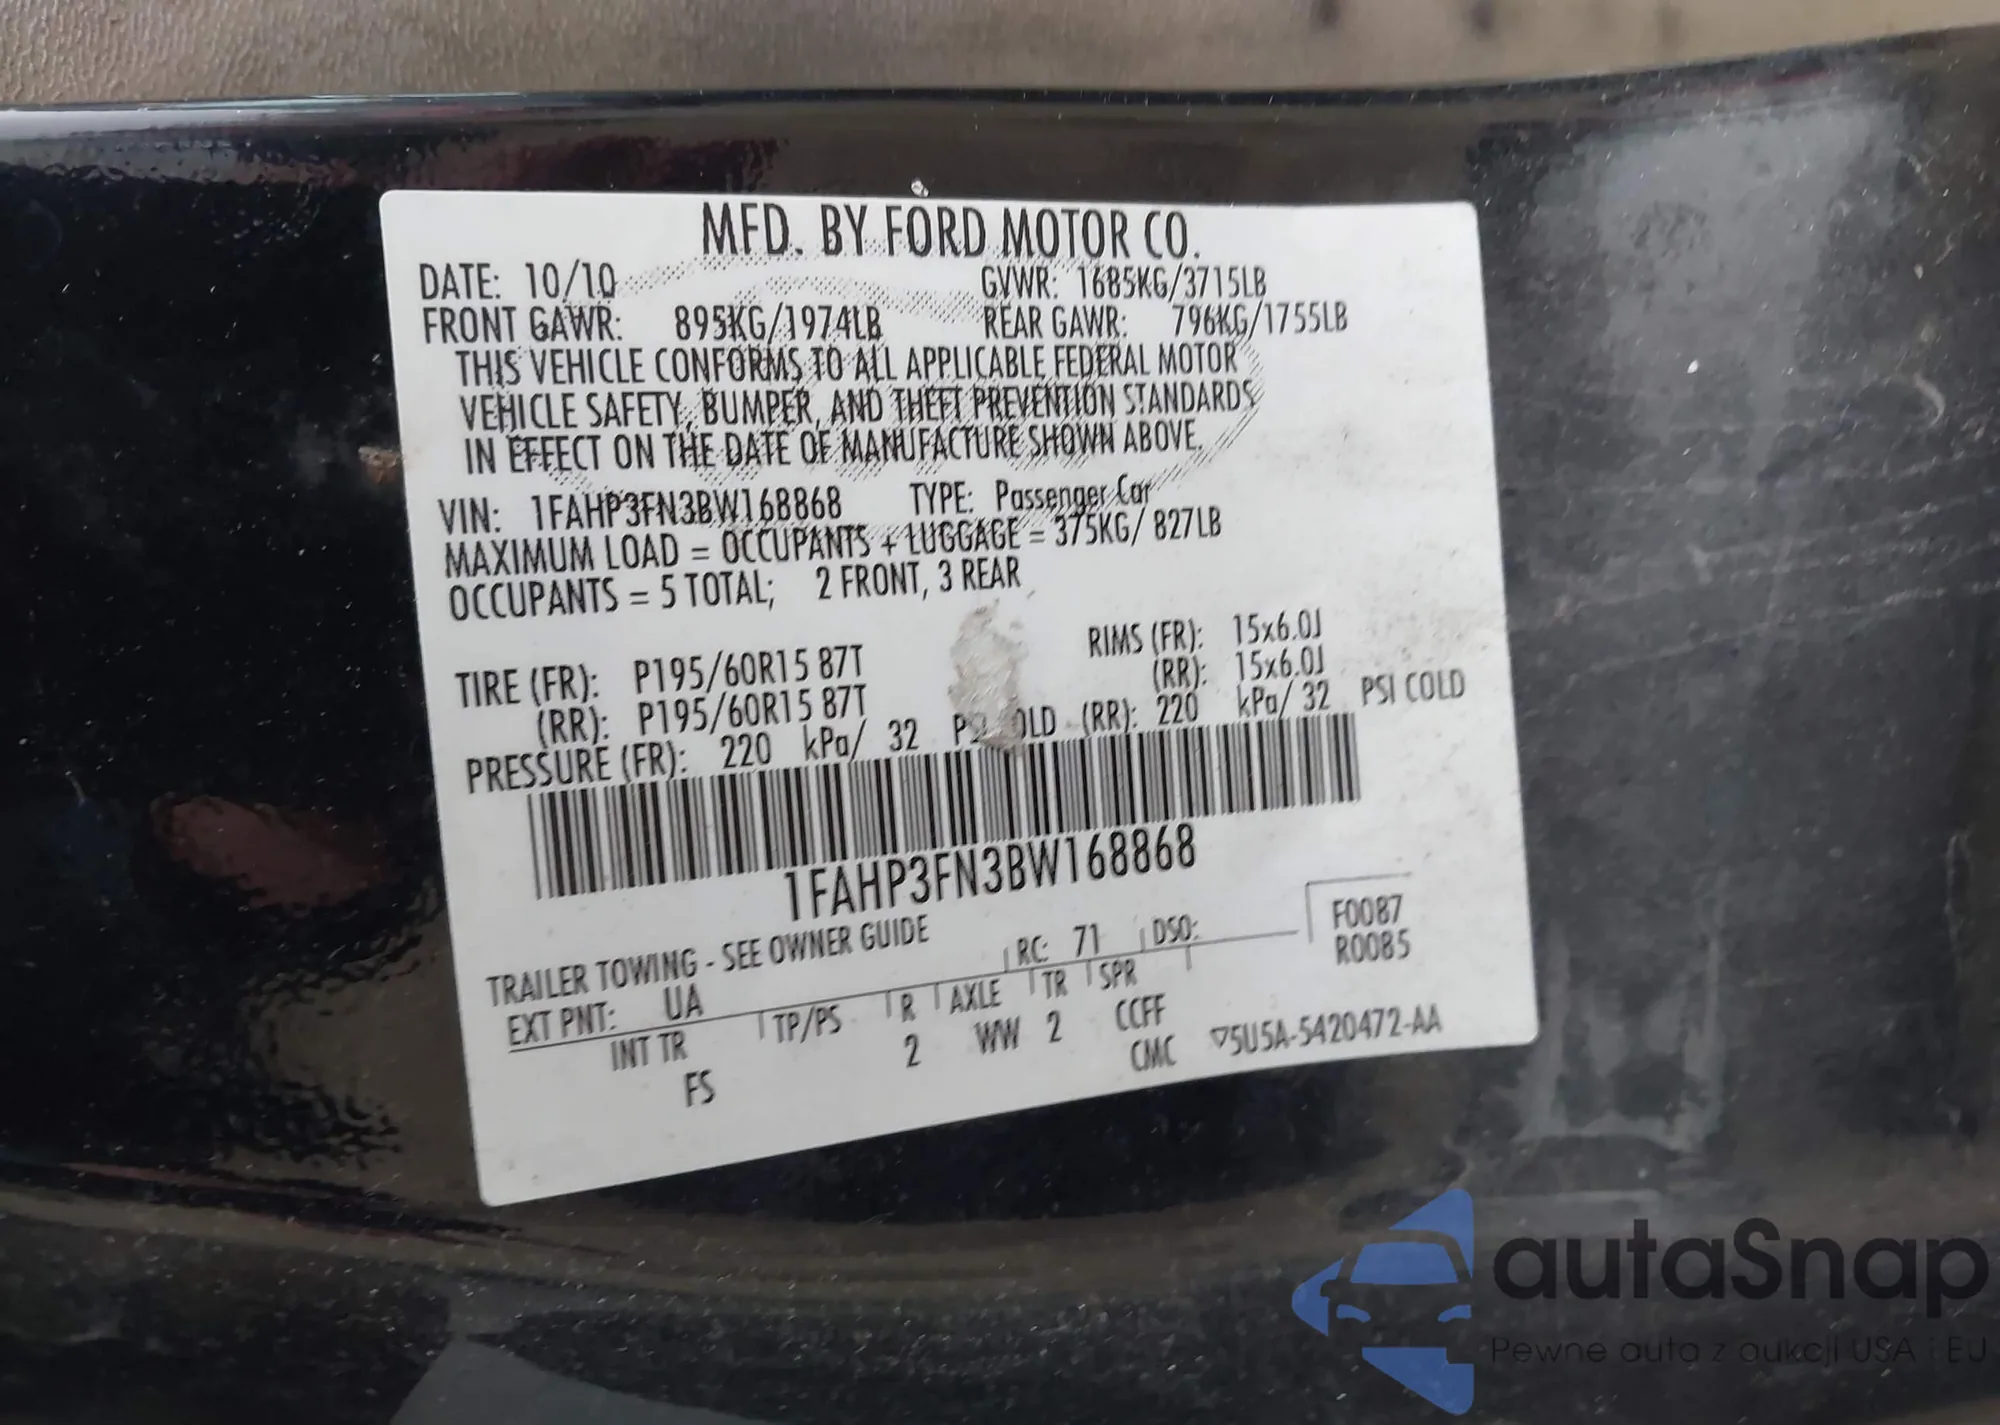 MFD. BY FORD MOTOR CO.
DATE: 10/10 GVWR: 1685KG/3715LB
FRONT GAWR: 895KG/1974LB REAR GAWR: 796KG/1755LB
THIS VEHICLE CONFORMS TO ALL APPLICABLE FEDERAL MOTOR
VEHICLE SAFETY, BUMPER, AND THEFT PREVENTION STANDARDS
IN EFFECT ON THE DATE OF MANUFACTURE SHOWN ABOVE.
VIN: 1FAHP3FN3BW168868 TYPE: Passenger Car
MAXIMUM LOAD = OCCUPANTS + LUGGAGE = 375KG/ 827LB
OCCUPANTS = 5 TOTAL; 2 FRONT, 3 REAR
TIRE (FR): P195/60R15 87T RIMS (FR): 15x6.0J
(RR): P195/60R15 87T (RR): 15x6.0J
PRESSURE (FR): 220 kPa/ 32 (RR): 220 kPa/ 32 PSI COLD
1FAHP3FN3BW168868
TRAILER TOWING - SEE OWNER GUIDE RC: 71 DSO: F0087
R0085
EXT PNT: UA
INT TR TP/PS R AXLE TR SPR
FS 2 WW 2 CCFF
CMC ▽5U5A-5420472-AA
autaSnap
Pewne auta z aukcji USA i EU